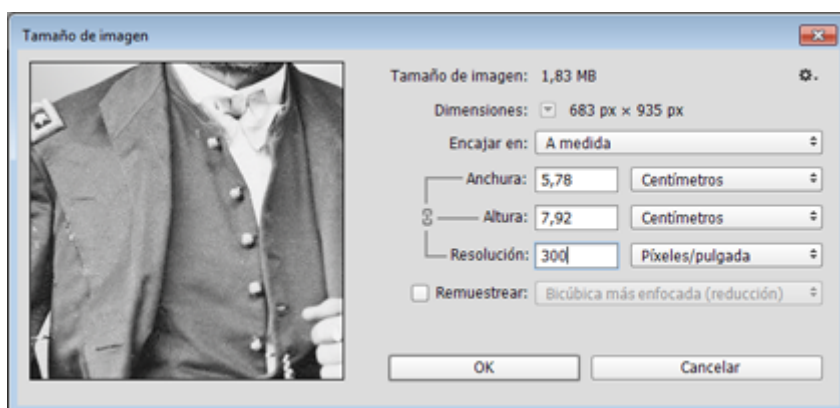 Tamaño de imagen
Tamaño de imagen: 1,83 MB
Dimensiones: 683 px × 935 px
Encajar en: A medida
Anchura: 5,78 Centímetros
Altura: 7,92 Centímetros
Resolución: 300 Píxeles/pulgada
Remuestrear: Bicúbica más enfocada (reducción)
OK Cancelar